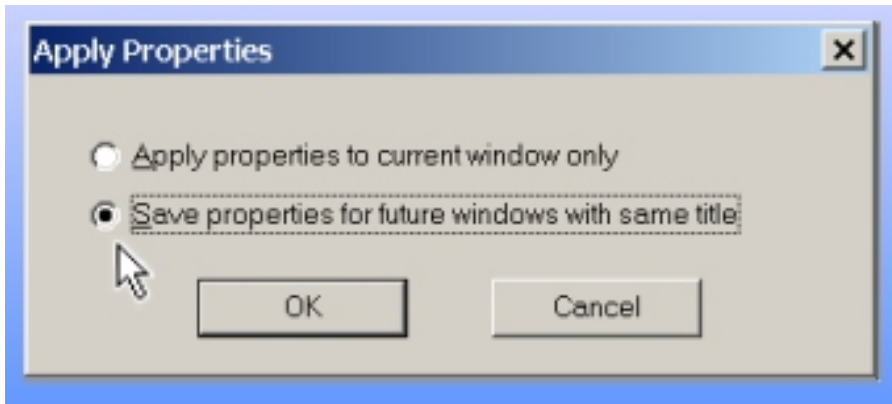 Apply Properties
Apply properties to current window only
Save properties for future windows with same title
OK
Cancel